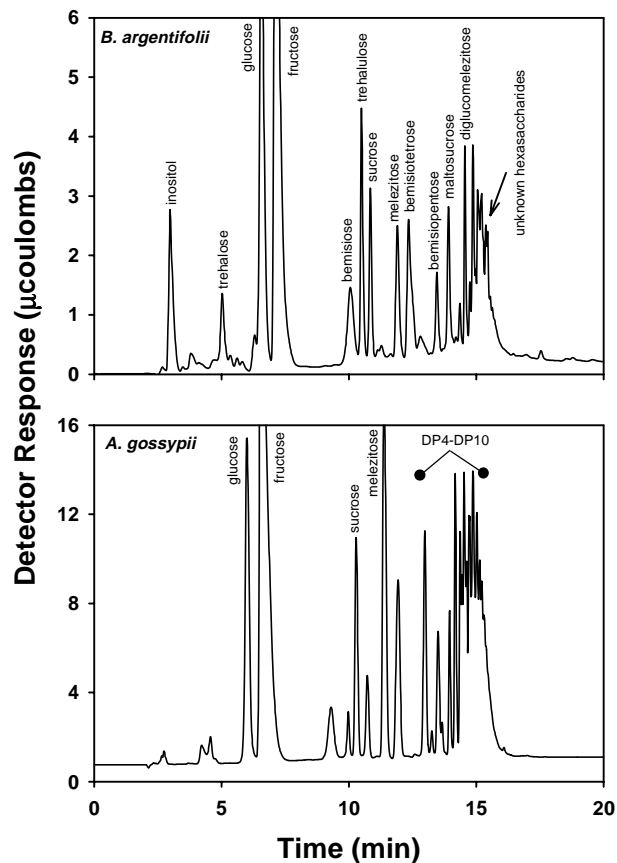 Detector Response (μcoulombs)
6
5
4
3
2
1
0
B. argentifolii
inositol
trehalose
glucose
fructose
bemisiose
trehalulose
sucrose
melezitose
bemisiotetrose
bemisiopentose
maltosucrose
diglucomelezitose
unknown hexasaccharides
16
12
8
4
0
A. gossypii
glucose
fructose
sucrose
melezitose
DP4-DP10
0
5
10
15
20
Time (min)